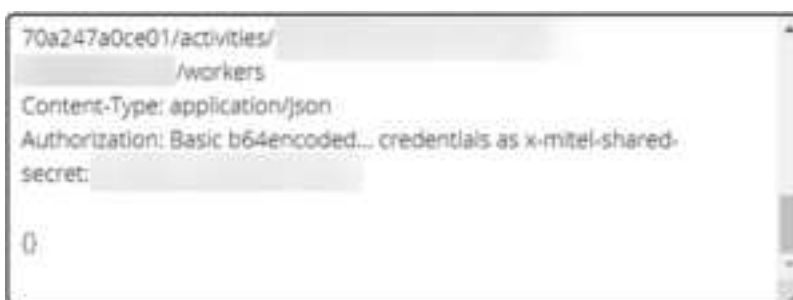 70a247a0ce01/activities/
/workers
Content-Type: application/json
Authorization: Basic b64encoded... credentials as x-mitel-shared-
secret:
{}